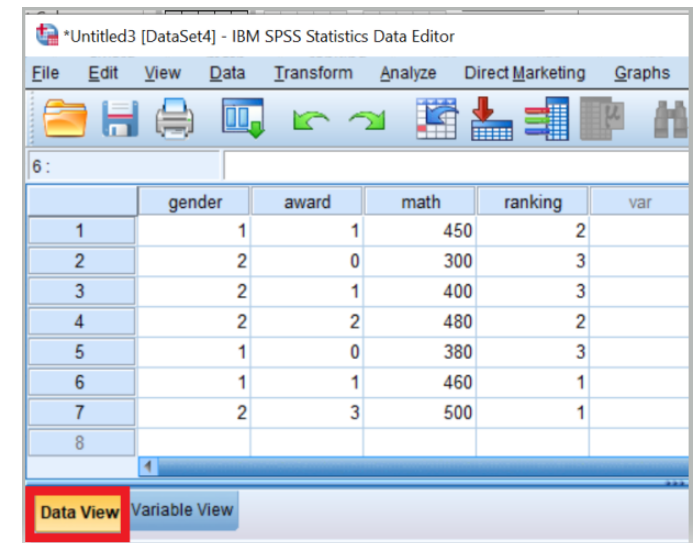 *Untitled3 [DataSet4] - IBM SPSS Statistics Data Editor
File Edit View Data Transform Analyze Direct Marketing Graphs
6 :
gender award math ranking var
1 1 1 450 2
2 2 0 300 3
3 2 1 400 3
4 2 2 480 2
5 1 0 380 3
6 1 1 460 1
7 2 3 500 1
8
Data View Variable View